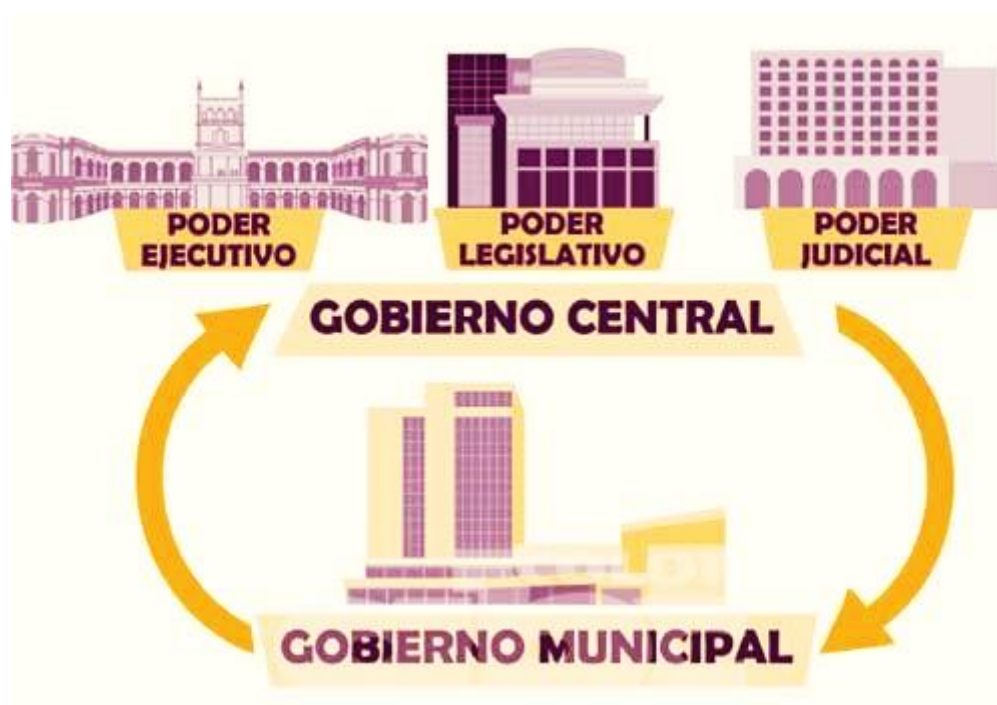 PODER
EJECUTIVO
PODER
LEGISLATIVO
PODER
JUDICIAL
GOBIERNO CENTRAL
GOBIERNO MUNICIPAL